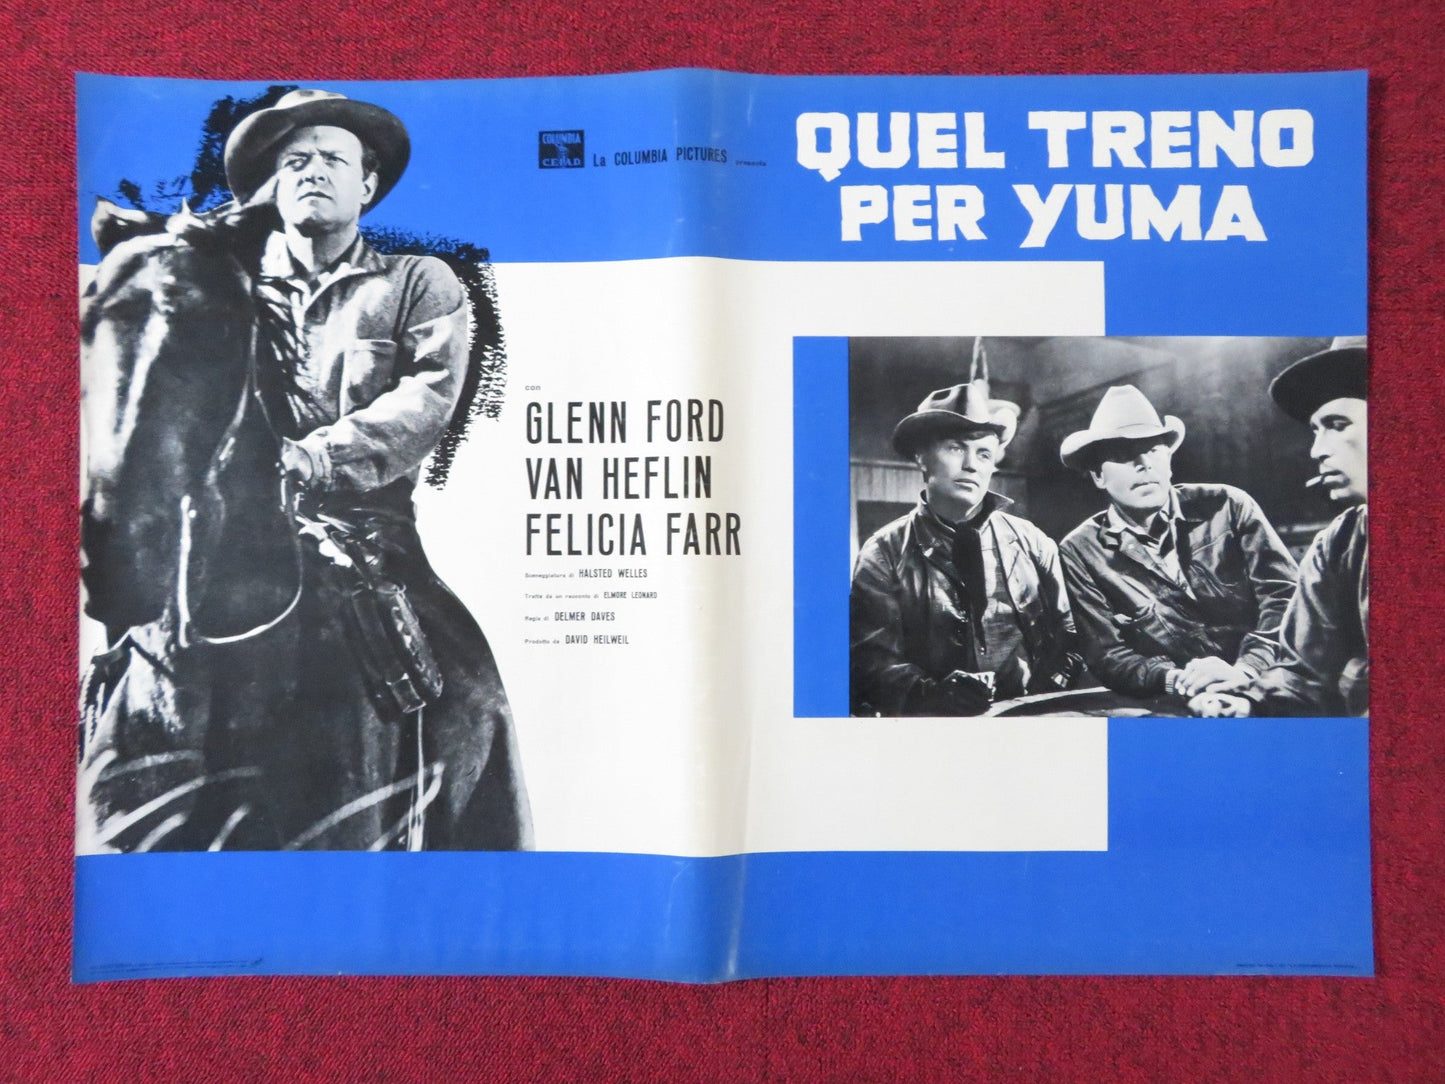 COLUMBIA
C.E.I.A.D.
La COLUMBIA PICTURES presenta
QUEL TRENO
PER YUMA
con
GLENN FORD
VAN HEFLIN
FELICIA FARR
Sceneggiatura di HALSTED WELLES
Tratto da un racconto di ELMORE LEONARD
Regia di DELMER DAVES
Prodotto da DAVID HEILWEIL